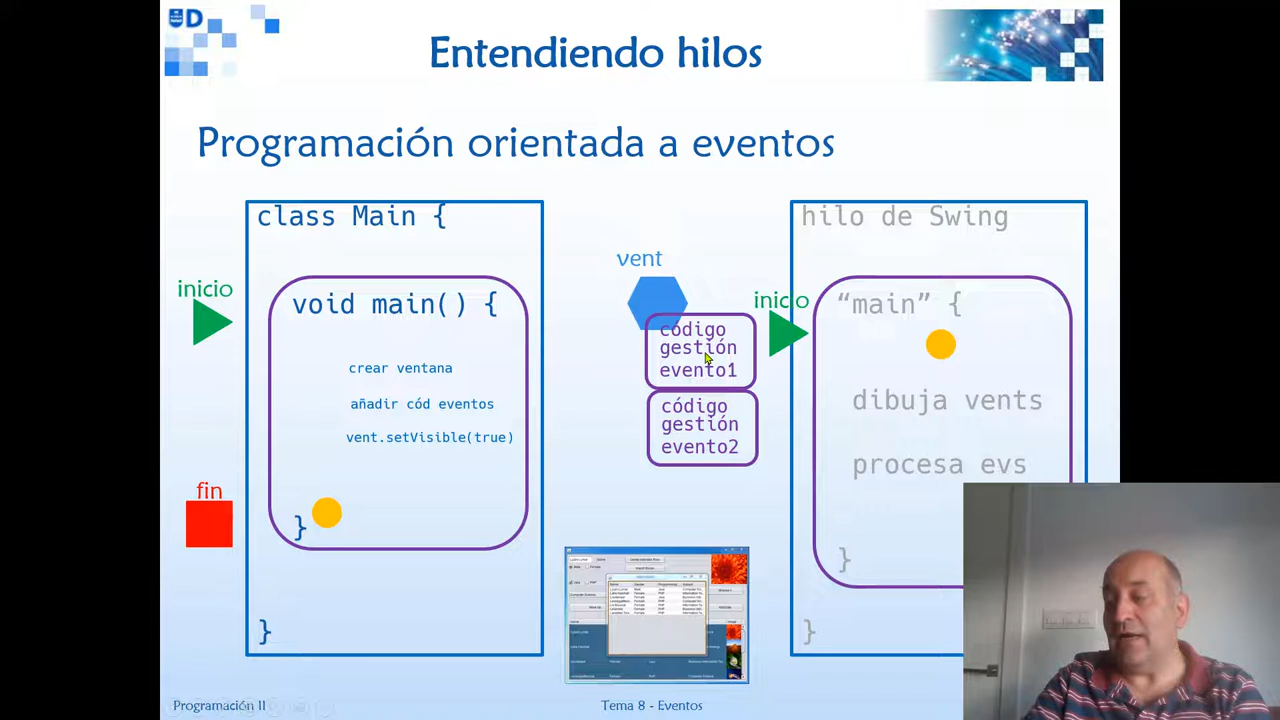 Entendiendo hilos
Programación orientada a eventos
class Main {
inicio
void main() {
crear ventana
añadir cód eventos
vent.setVisible(true)
fin
}
}
vent
código
gestión
evento1
código
gestión
evento2
hilo de Swing
inicio
“main” {
dibuja vents
procesa evs
}
}
Programación II
Tema 8 - Eventos